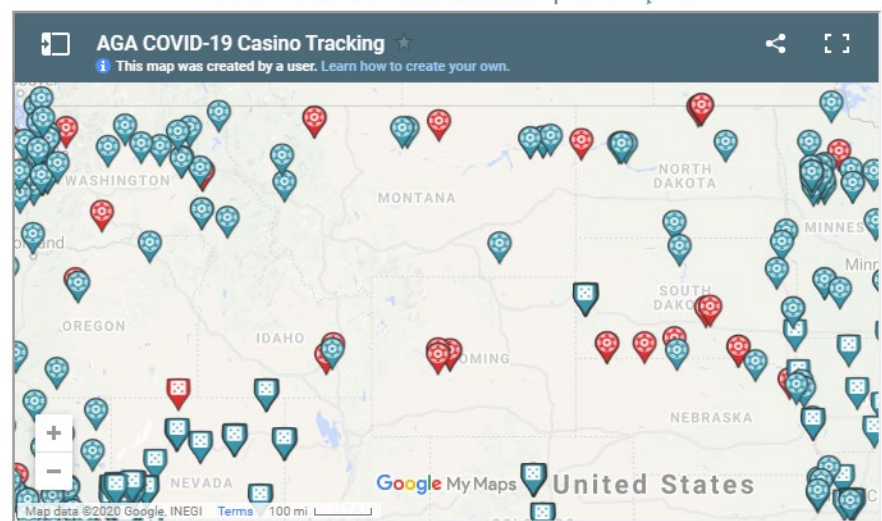 AGA COVID-19 Casino Tracking
This map was created by a user. Learn how to create your own.
WASHINGTON
MONTANA
NORTH
DAKOTA
MINNES
Minn
SOUTH
DAKO
OREGON
IDAHO
OMING
NEBRASKA
NEVADA
Google My Maps
United States
Map data ©2020 Google, INEGI Terms 100 mi